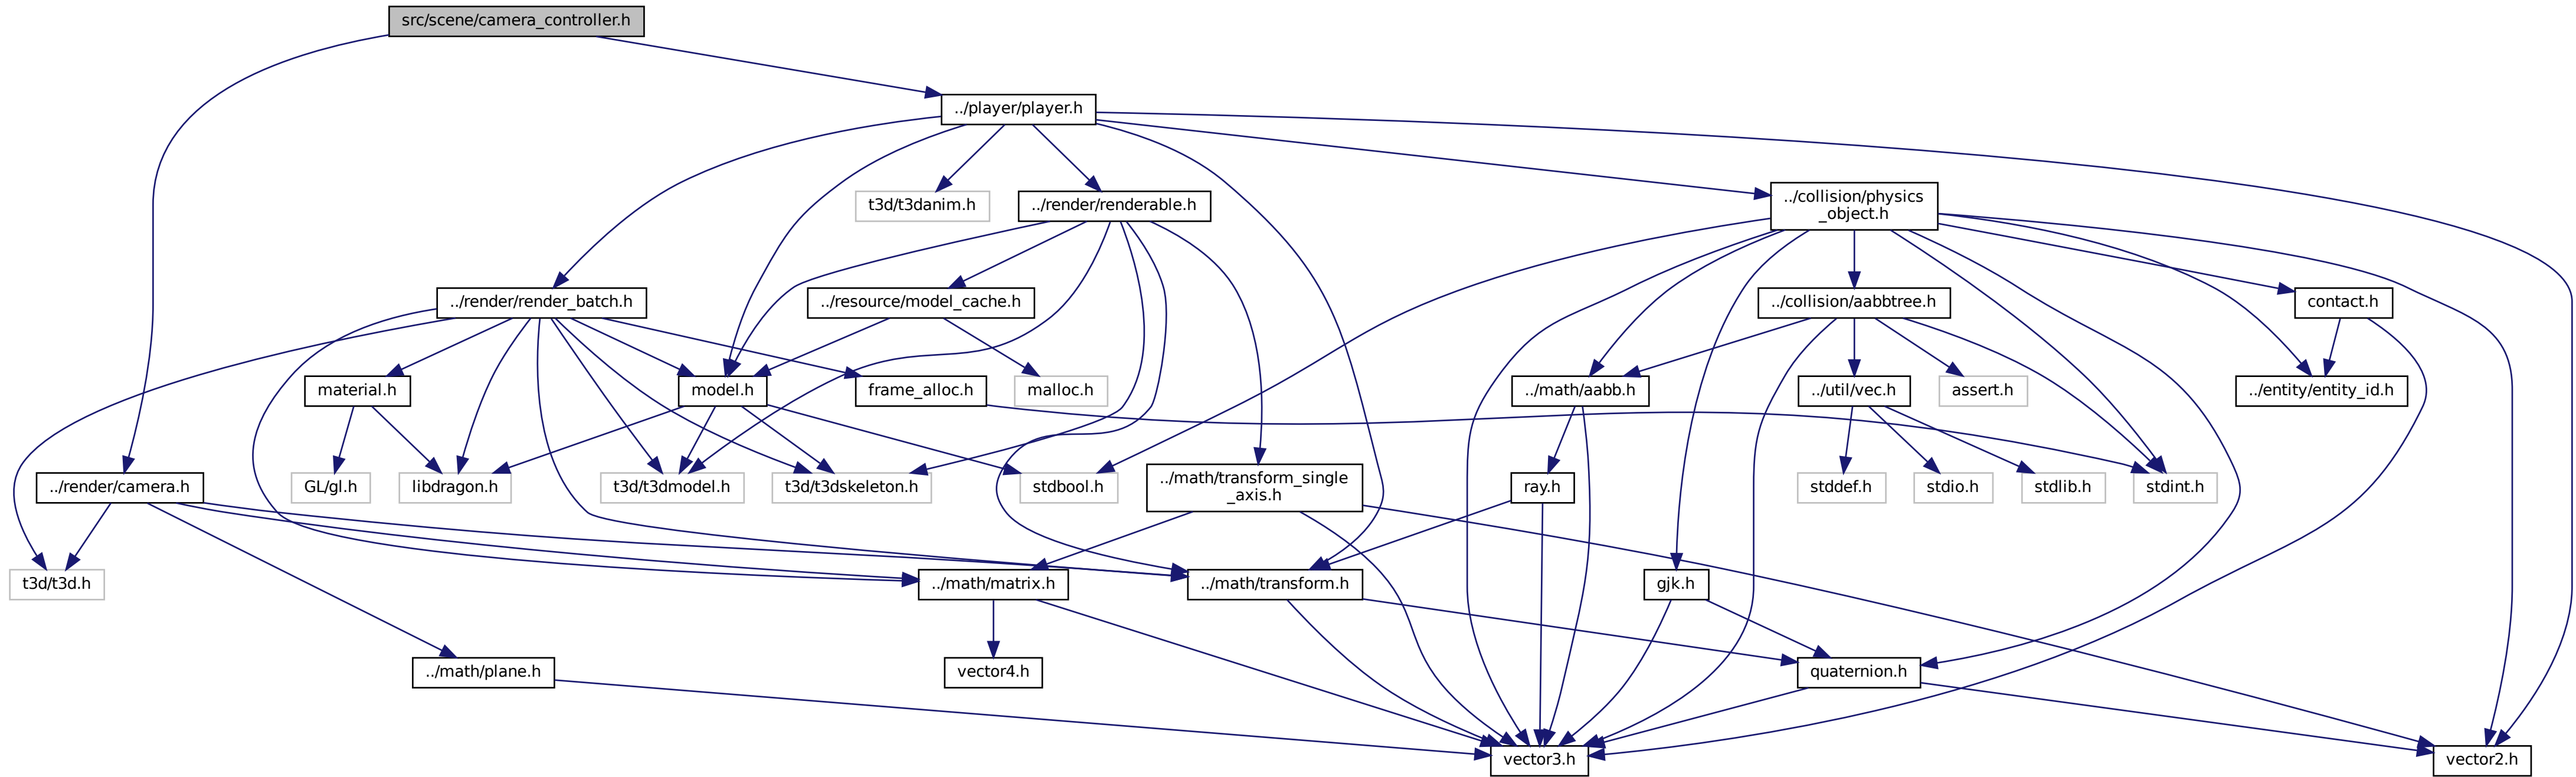 src/scene/camera_controller.h
../player/player.h
t3d/t3danim.h
../render/renderable.h
../collision/physics
_object.h
../render/render_batch.h
../resource/model_cache.h
../collision/aabbtree.h
contact.h
material.h
model.h
frame_alloc.h
malloc.h
../math/aabb.h
../util/vec.h
assert.h
../entity/entity_id.h
../render/camera.h
GL/gl.h
libdragon.h
t3d/t3dmodel.h
t3d/t3dskeleton.h
stdbool.h
../math/transform_single
_axis.h
ray.h
stddef.h
stdio.h
stdlib.h
stdint.h
t3d/t3d.h
../math/matrix.h
../math/transform.h
gjk.h
../math/plane.h
vector4.h
quaternion.h
vector3.h
vector2.h